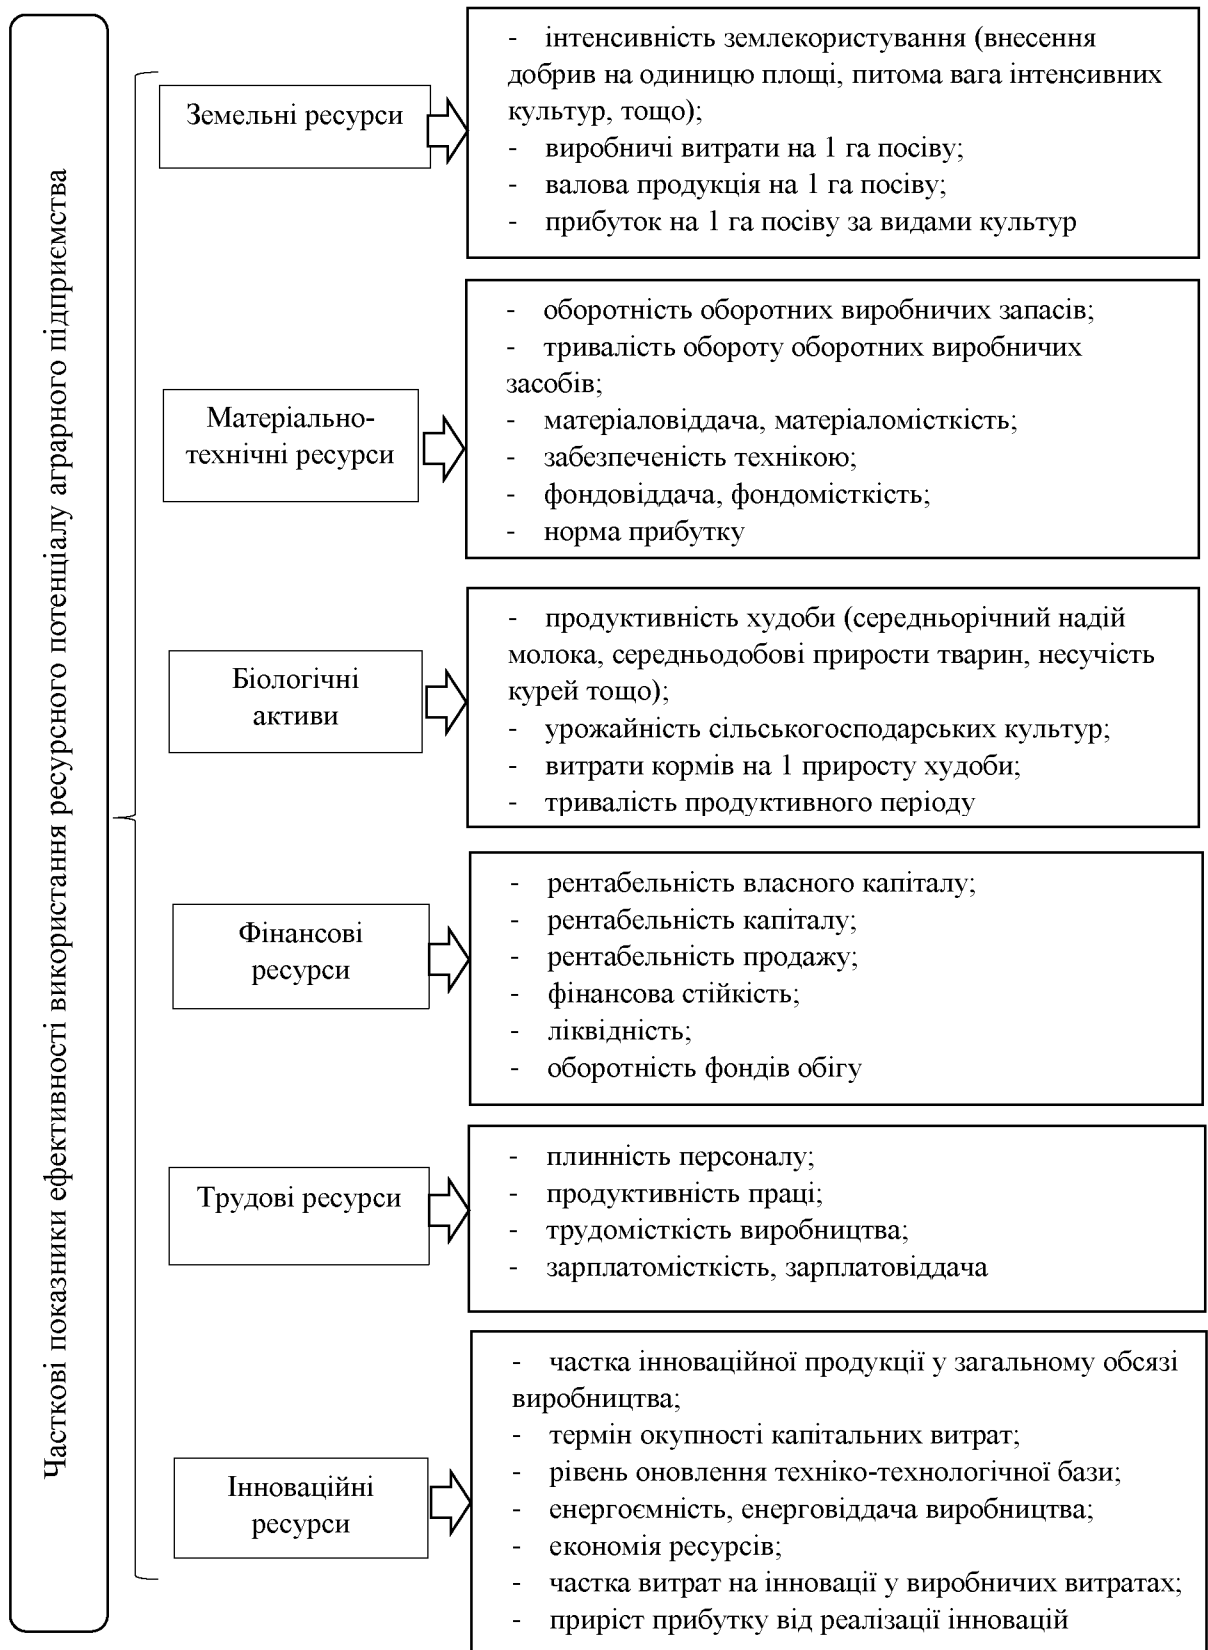 Часткові показники ефективності використання ресурсного потенціалу аграрного підприємства
Земельні ресурси
- інтенсивність землекористування (внесення
добрив на одиницю площі, питома вага інтенсивних
культур, тощо);
- виробничі витрати на 1 га посіву;
- валова продукція на 1 га посіву;
- прибуток на 1 га посіву за видами культур
Матеріально-
технічні ресурси
- оборотність оборотних виробничих запасів;
- тривалість обороту оборотних виробничих
засобів;
- матеріаловіддача, матеріаломісткість;
- забезпеченість технікою;
- фондовіддача, фондомісткість;
- норма прибутку
Біологічні
активи
- продуктивність худоби (середньорічний надій
молока, середньодобові прирости тварин, несучість
курей тощо);
- урожайність сільськогосподарських культур;
- витрати кормів на 1 приросту худоби;
- тривалість продуктивного періоду
Фінансові
ресурси
- рентабельність власного капіталу;
- рентабельність капіталу;
- рентабельність продажу;
- фінансова стійкість;
- ліквідність;
- оборотність фондів обігу
Трудові ресурси
- плинність персоналу;
- продуктивність праці;
- трудомісткість виробництва;
- зарплатомісткість, зарплатовіддача
Інноваційні
ресурси
- частка інноваційної продукції у загальному обсязі
виробництва;
- термін окупності капітальних витрат;
- рівень оновлення техніко-технологічної бази;
- енергоємність, енерговіддача виробництва;
- економія ресурсів;
- частка витрат на інновації у виробничих витратах;
- приріст прибутку від реалізації інновацій